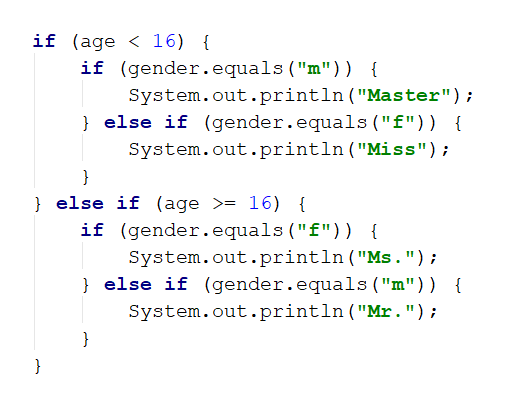 if (age < 16) {
    if (gender.equals("m")) {
        System.out.println("Master");
    } else if (gender.equals("f")) {
        System.out.println("Miss");
    }
} else if (age >= 16) {
    if (gender.equals("f")) {
        System.out.println("Ms.");
    } else if (gender.equals("m")) {
        System.out.println("Mr.");
    }
}